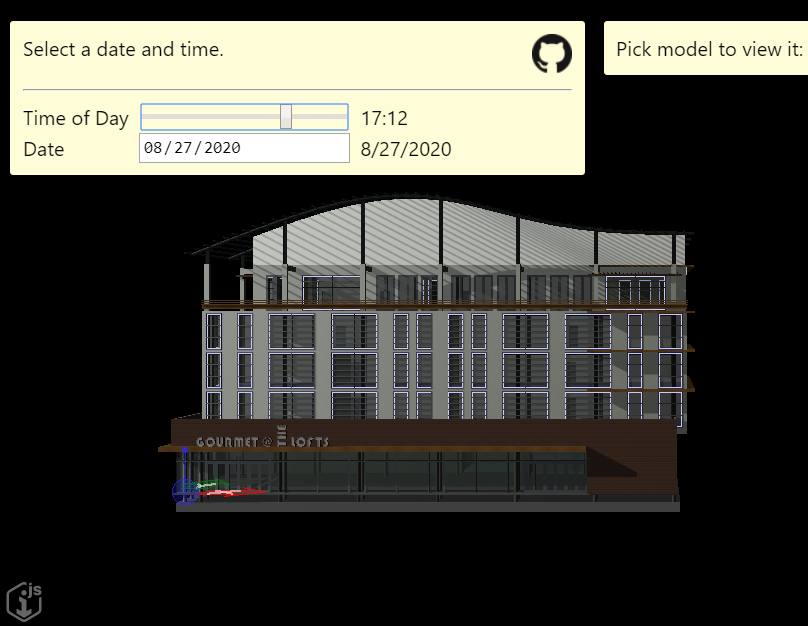 Select a date and time.
Pick model to view it:
Time of Day 17:12
Date 08/27/2020 8/27/2020
GOURMET @ THE LOFTS
JS